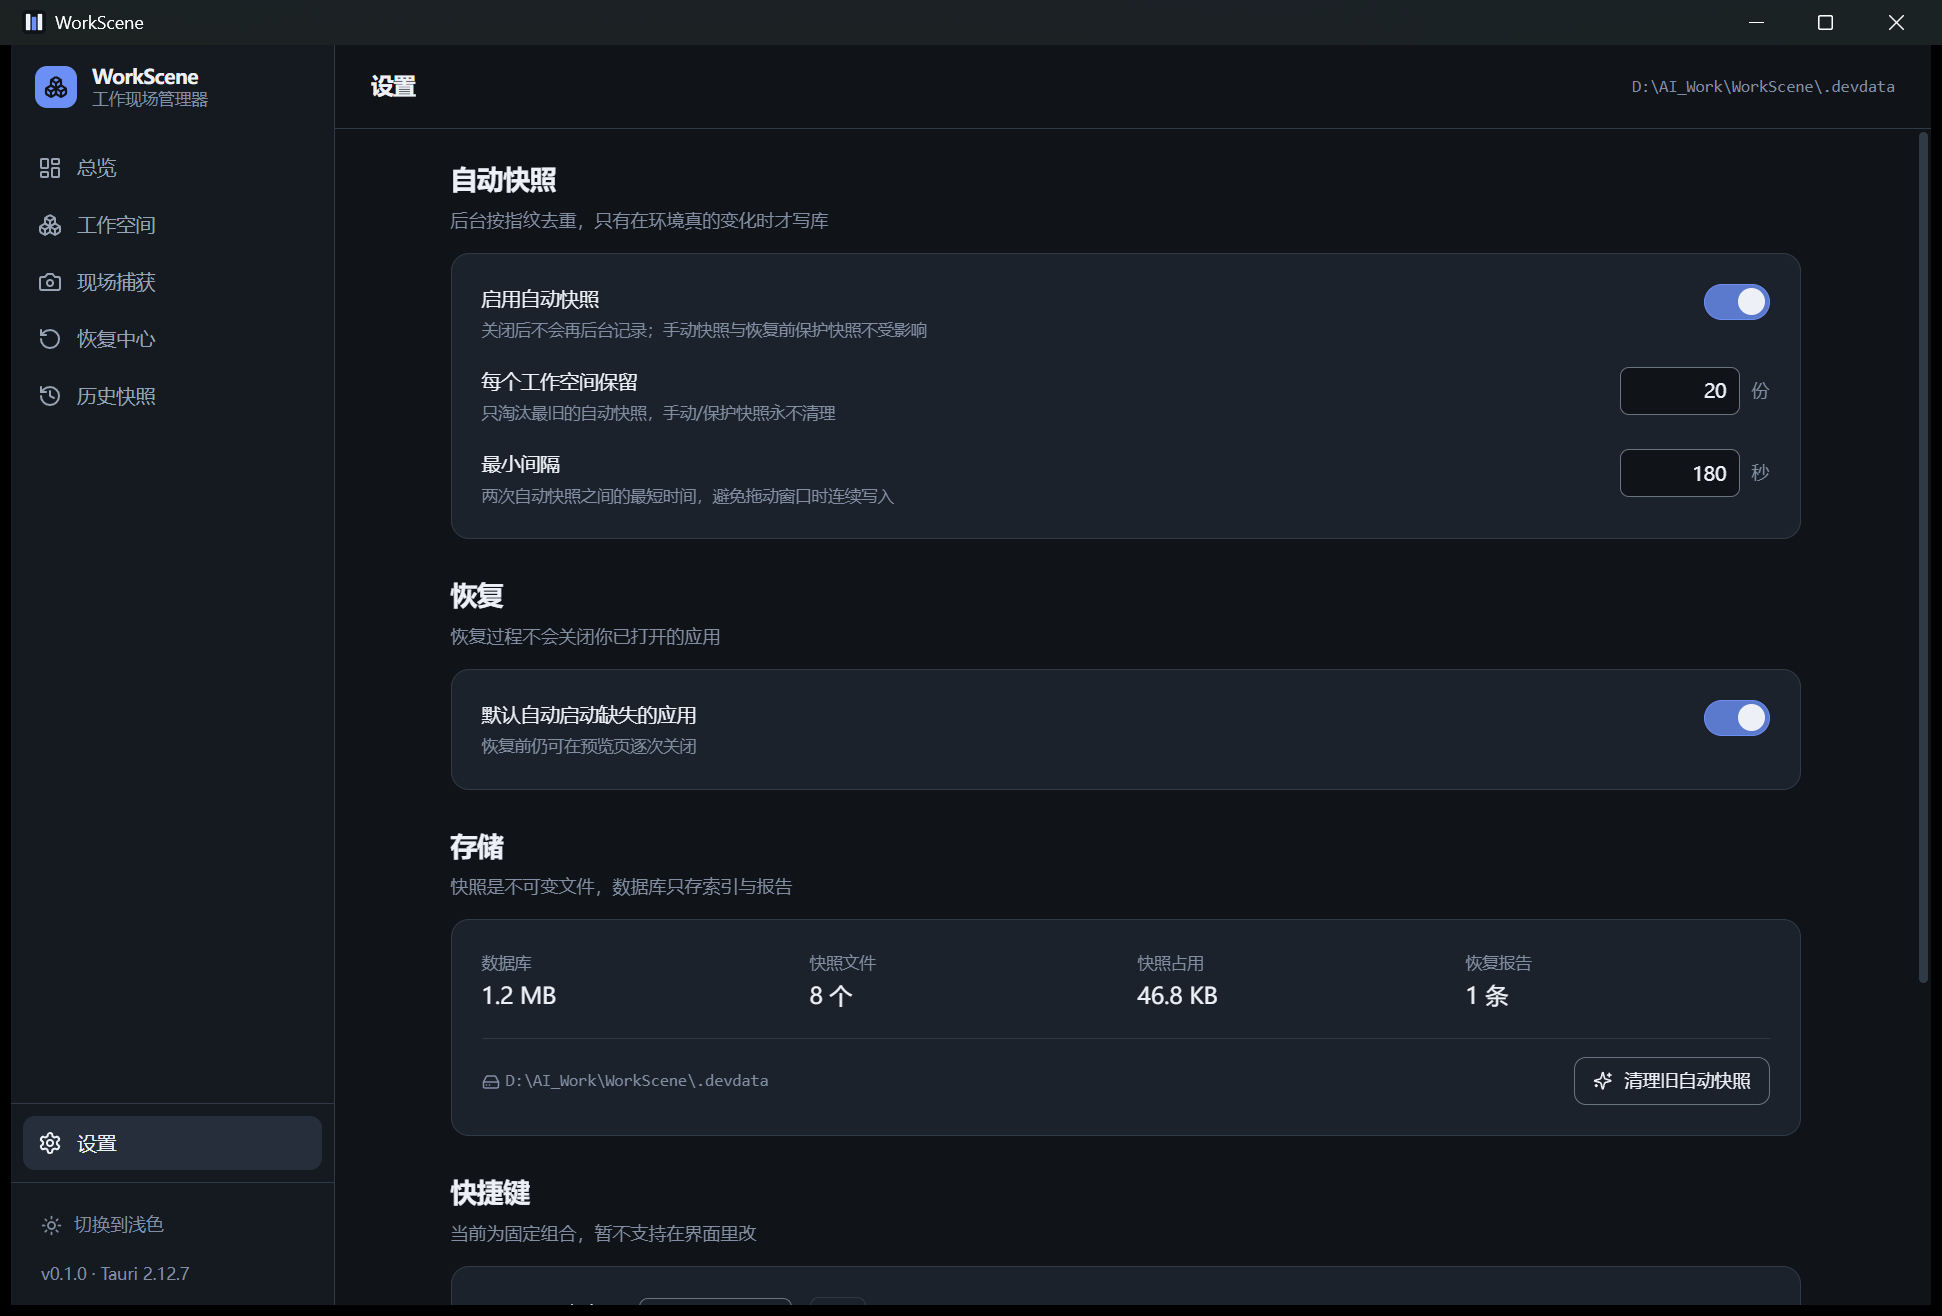 WorkScene
WorkScene
工作现场管理器
总览
工作空间
现场捕获
恢复中心
历史快照
设置
切换到浅色
v0.1.0 · Tauri 2.12.7
设置
D:\AI_Work\WorkScene\.devdata
自动快照
后台按指纹去重，只有在环境真的变化时才写库
启用自动快照
关闭后不会再后台记录；手动快照与恢复前保护快照不受影响
每个工作空间保留
只淘汰最旧的自动快照，手动/保护快照永不清理
20 份
最小间隔
两次自动快照之间的最短时间，避免拖动窗口时连续写入
180 秒
恢复
恢复过程不会关闭你已打开的应用
默认自动启动缺失的应用
恢复前仍可在预览页逐次关闭
存储
快照是不可变文件，数据库只存索引与报告
数据库
1.2 MB
快照文件
8 个
快照占用
46.8 KB
恢复报告
1 条
D:\AI_Work\WorkScene\.devdata
清理旧自动快照
快捷键
当前为固定组合，暂不支持在界面里改